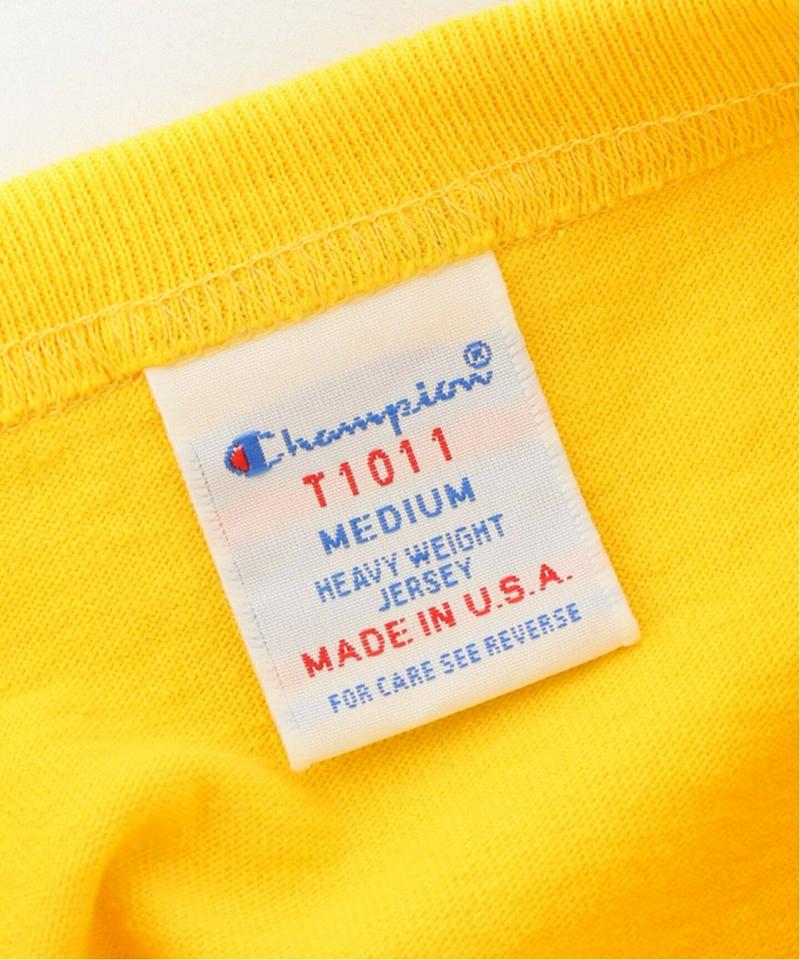 Champion®
T1011
MEDIUM
HEAVY WEIGHT
JERSEY
MADE IN U.S.A.
FOR CARE SEE REVERSE